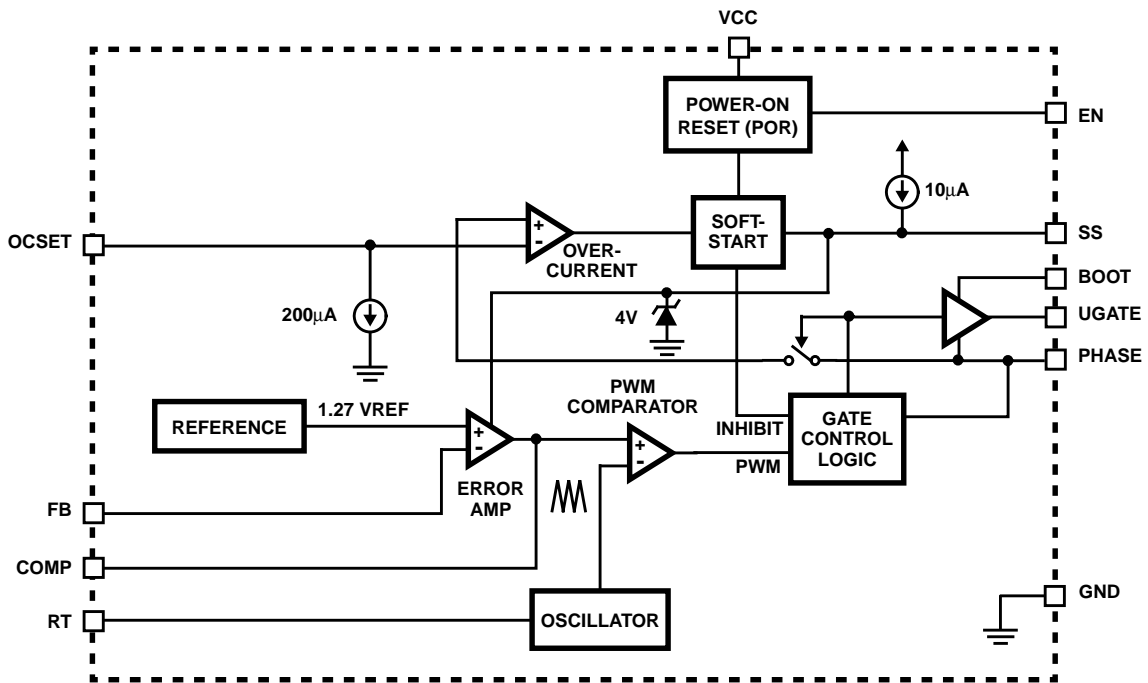 VCC
POWER-ON
RESET (POR)
EN
10µA
SOFT-
START
SS
OCSET
+
-
OVER-
CURRENT
BOOT
200µA
4V
UGATE
PHASE
PWM
COMPARATOR
1.27 VREF
REFERENCE
+
-
+
-
INHIBIT
PWM
GATE
CONTROL
LOGIC
ERROR
AMP
FB
COMP
GND
RT
OSCILLATOR